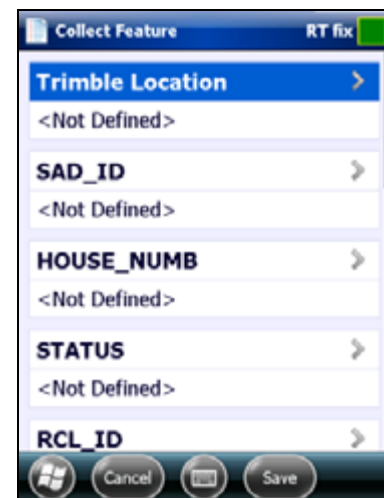 Collect Feature RT fix
Trimble Location
<Not Defined>
SAD_ID
<Not Defined>
HOUSE_NUMB
<Not Defined>
STATUS
<Not Defined>
RCL_ID
Cancel Save